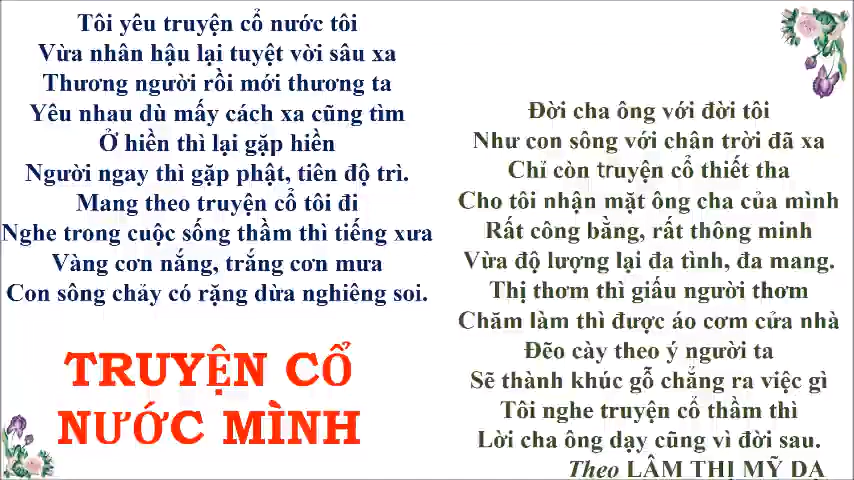 Tôi yêu truyện cổ nước tôi
Vừa nhân hậu lại tuyệt vời sâu xa
Thương người rồi mới thương ta
Yêu nhau dù mấy cách xa cũng tìm
Ở hiền thì lại gặp hiền
Người ngay thì gặp phật, tiên độ trì.
Mang theo truyện cổ tôi đi
Nghe trong cuộc sống thầm thì tiếng xưa
Vàng cơn nắng, trắng cơn mưa
Con sông chảy có rặng dừa nghiêng soi.
TRUYỆN CỔ
NƯỚC MÌNH
Đời cha ông với đời tôi
Như con sông với chân trời đã xa
Chỉ còn truyện cổ thiết tha
Cho tôi nhận mặt ông cha của mình
Rất công bằng, rất thông minh
Vừa độ lượng lại đa tình, đa mang.
Thị thơm thì giấu người thơm
Chăm làm thì được áo cơm cửa nhà
Đẽo cày theo ý người ta
Sẽ thành khúc gỗ chẳng ra việc gì
Tôi nghe truyện cổ thầm thì
Lời cha ông dạy cũng vì đời sau.
Theo LÂM THỊ MỸ DẠ